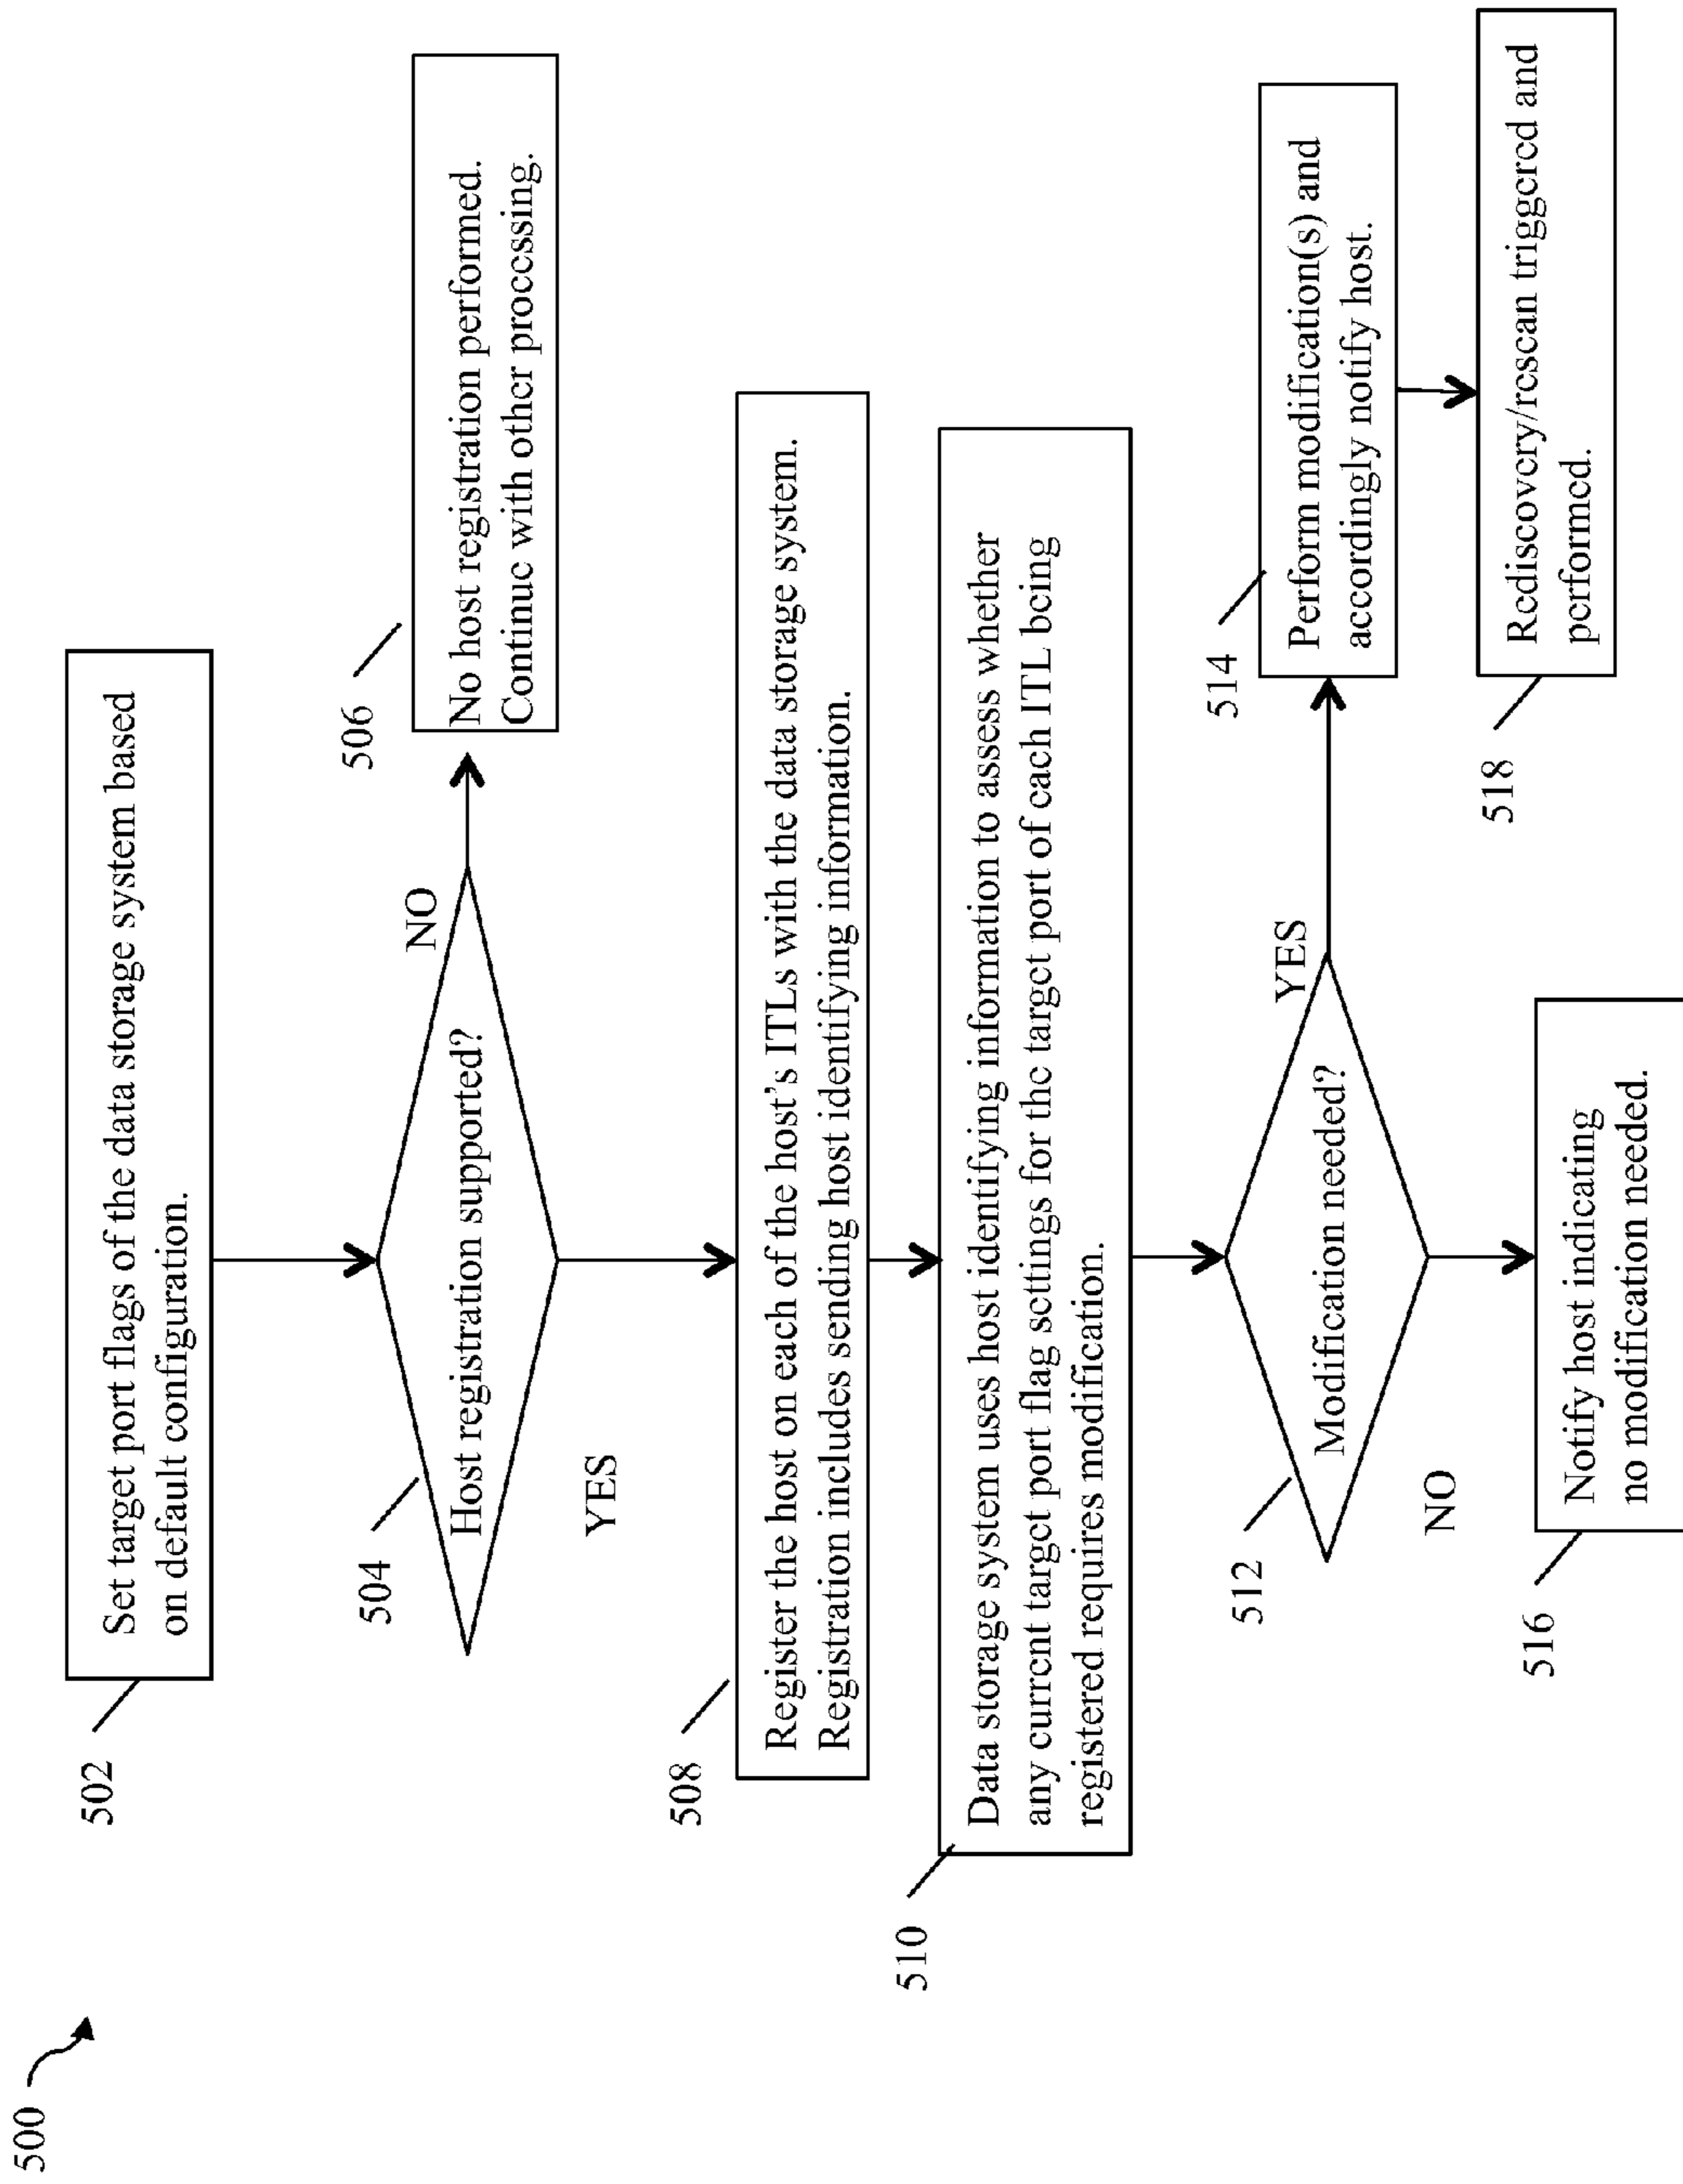 500
502
Set target port flags of the data storage system based
on default configuration.
504
Host registration supported?
NO
506
No host registration performed.
Continue with other processing.
YES
508
Register the host on each of the host's ITLs with the data storage system.
Registration includes sending host identifying information.
510
Data storage system uses host identifying information to assess whether
any current target port flag settings for the target port of each ITL being
registered requires modification.
512
Modification needed?
YES
514
Perform modification(s) and
accordingly notify host.
518
Rediscovery/rescan triggered and
performed.
NO
516
Notify host indicating
no modification needed.